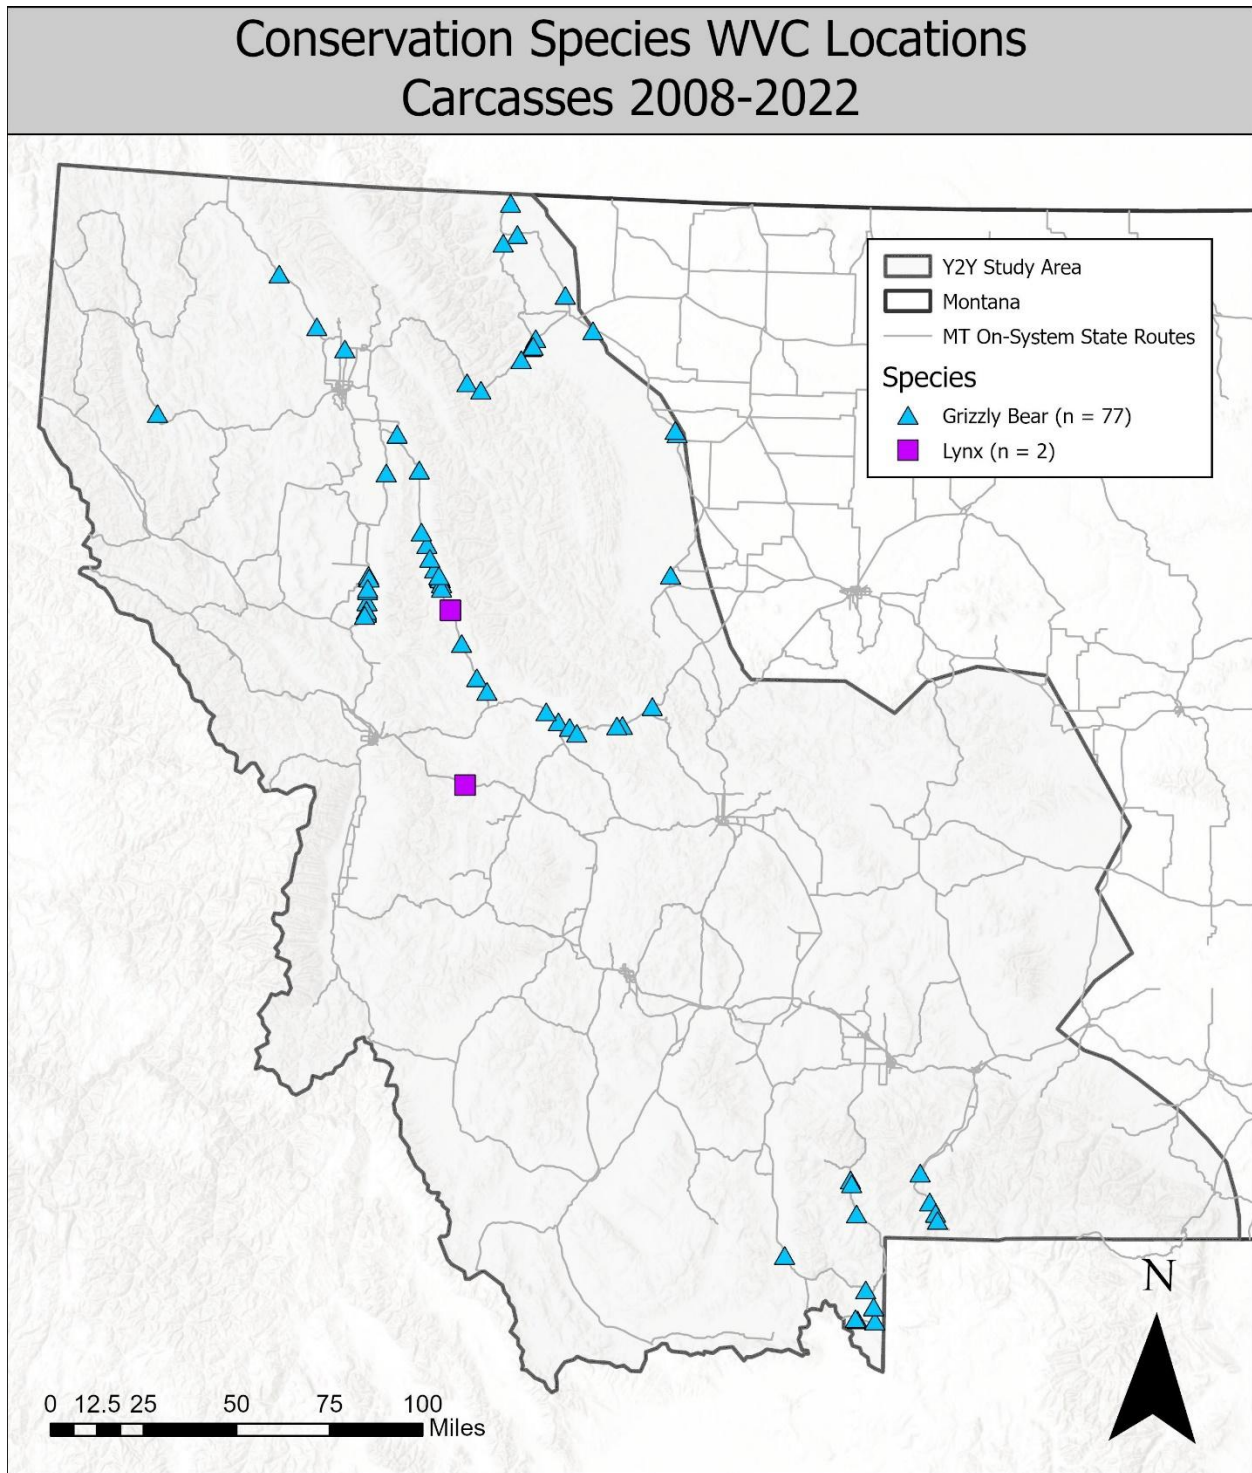 Conservation Species WVC Locations
Carcasses 2008-2022
Y2Y Study Area
Montana
MT On-System State Routes
Species
Grizzly Bear (n = 77)
Lynx (n = 2)
N
0 12.5 25 50 75 100
Miles